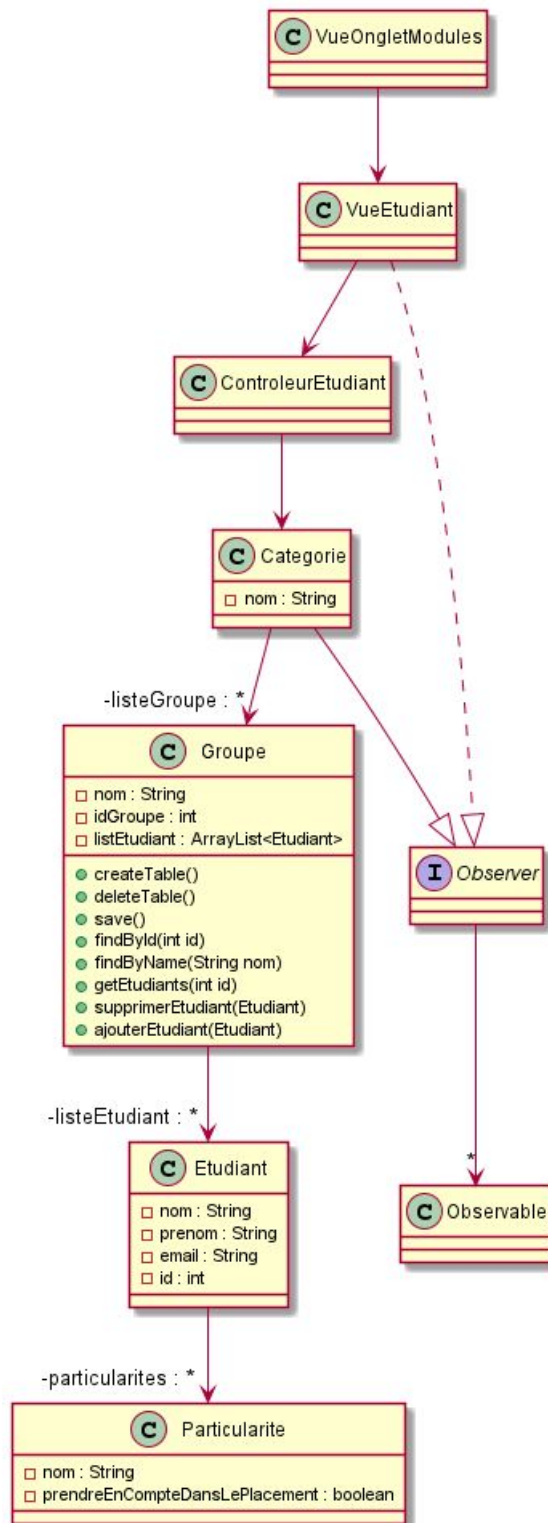 C VueOngletModules
C VueEtudiant
C ControleurEtudiant
C Categorie
nom : String
-listeGroupe : *
C Groupe
nom : String
idGroupe : int
listEtudiant : ArrayList<Etudiant>
createTable()
deleteTable()
save()
findById(int id)
findByName(String nom)
getEtudiants(int id)
supprimerEtudiant(Etudiant)
ajouterEtudiant(Etudiant)
I Observer
-listeEtudiant : *
*
C Etudiant
nom : String
prenom : String
email : String
id : int
C Observable
-particularites : *
C Particularite
nom : String
prendreEnCompteDansLePlacement : boolean